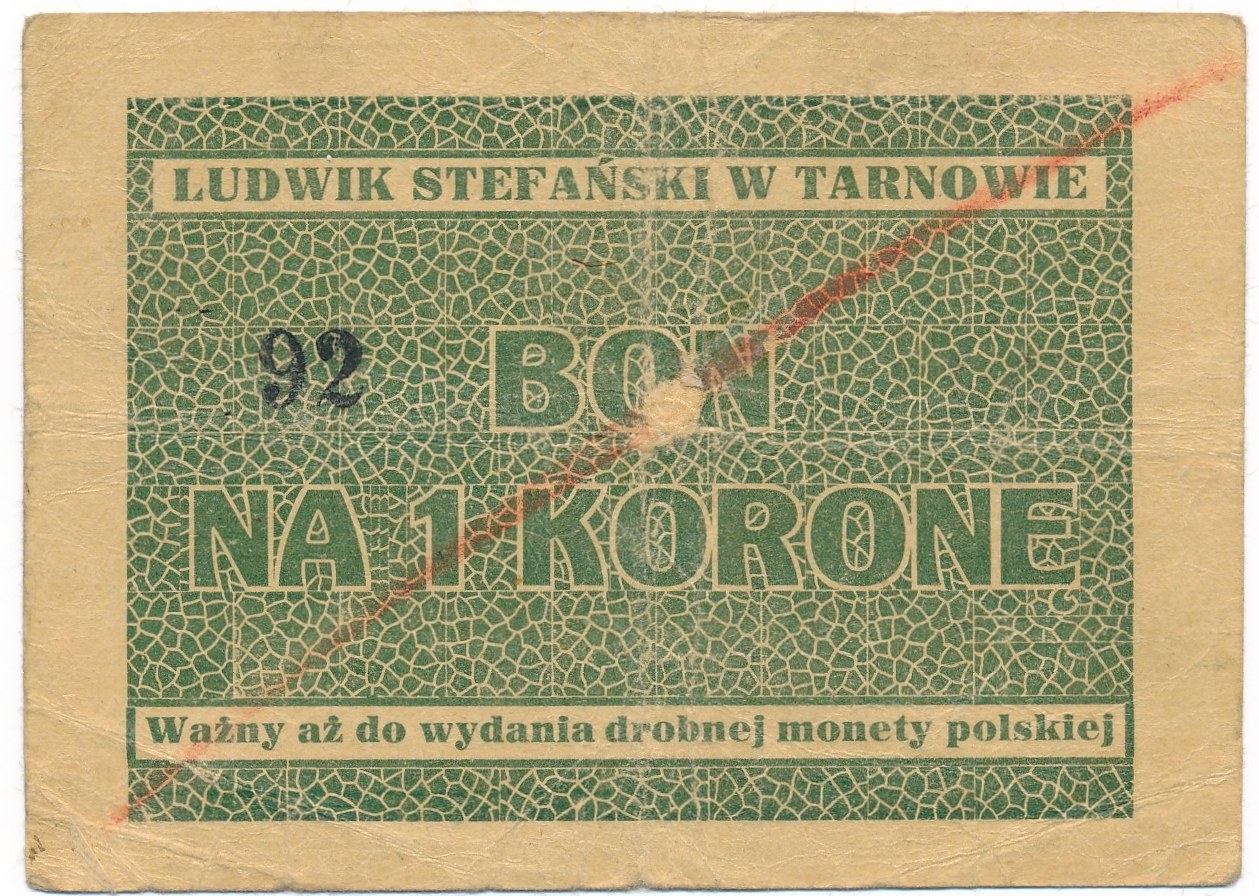 LUDWIK STEFAŃSKI W TARNOWIE
92
BON
NA 1 KORONE
Ważny aż do wydania drobnej monety polskiej